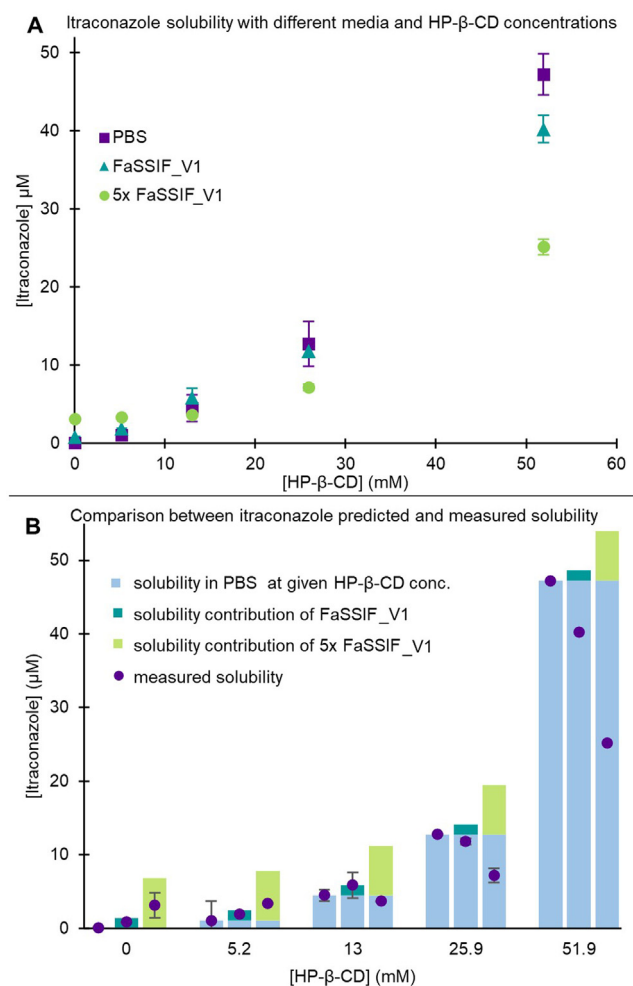 A
Itraconazole solubility with different media and HP-β-CD concentrations
50
40
30
20
10
0
[Itraconazole] µM
PBS
FaSSIF_V1
5x FaSSIF_V1
0
10
20
30
40
50
60
[HP-β-CD] (mM)
B
Comparison between itraconazole predicted and measured solubility
50
40
30
20
10
0
[Itraconazole] (µM)
solubility in PBS at given HP-β-CD conc.
solubility contribution of FaSSIF_V1
solubility contribution of 5x FaSSIF_V1
measured solubility
0
5.2
13
25.9
51.9
[HP-β-CD] (mM)